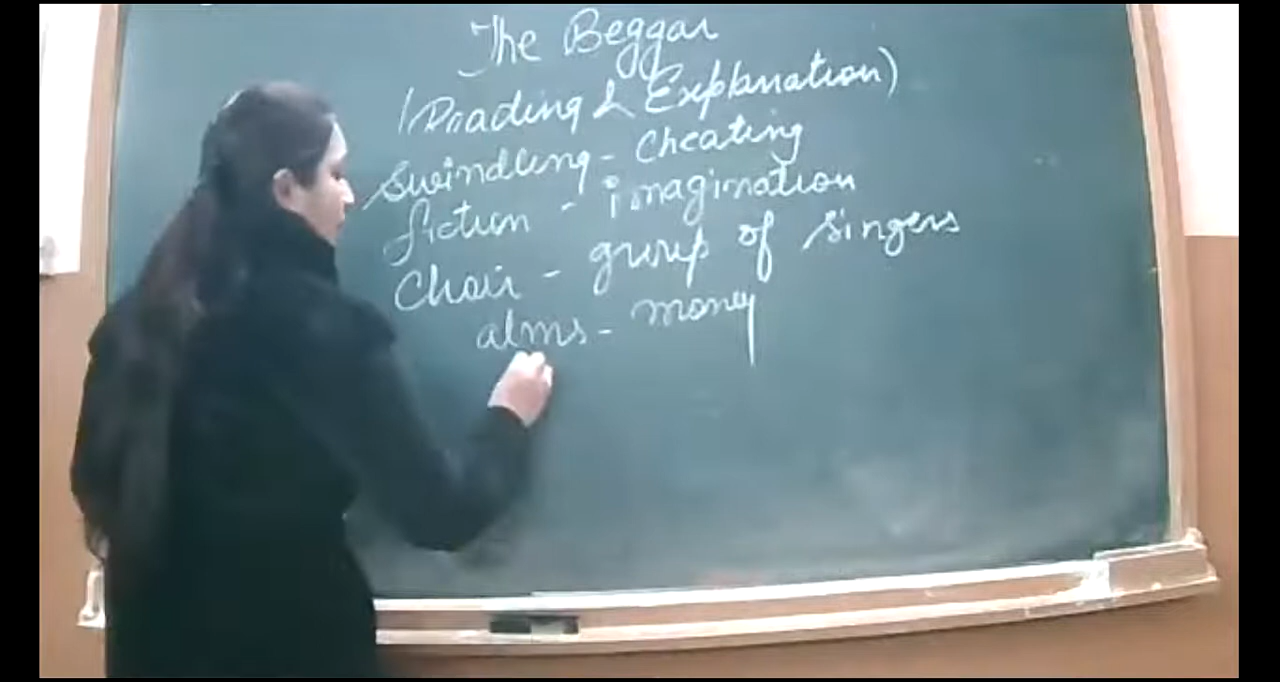 The Beggar
(Reading & Explanation)
Swindling - Cheating
fiction - imagination
Choir - group of singers
alms - money